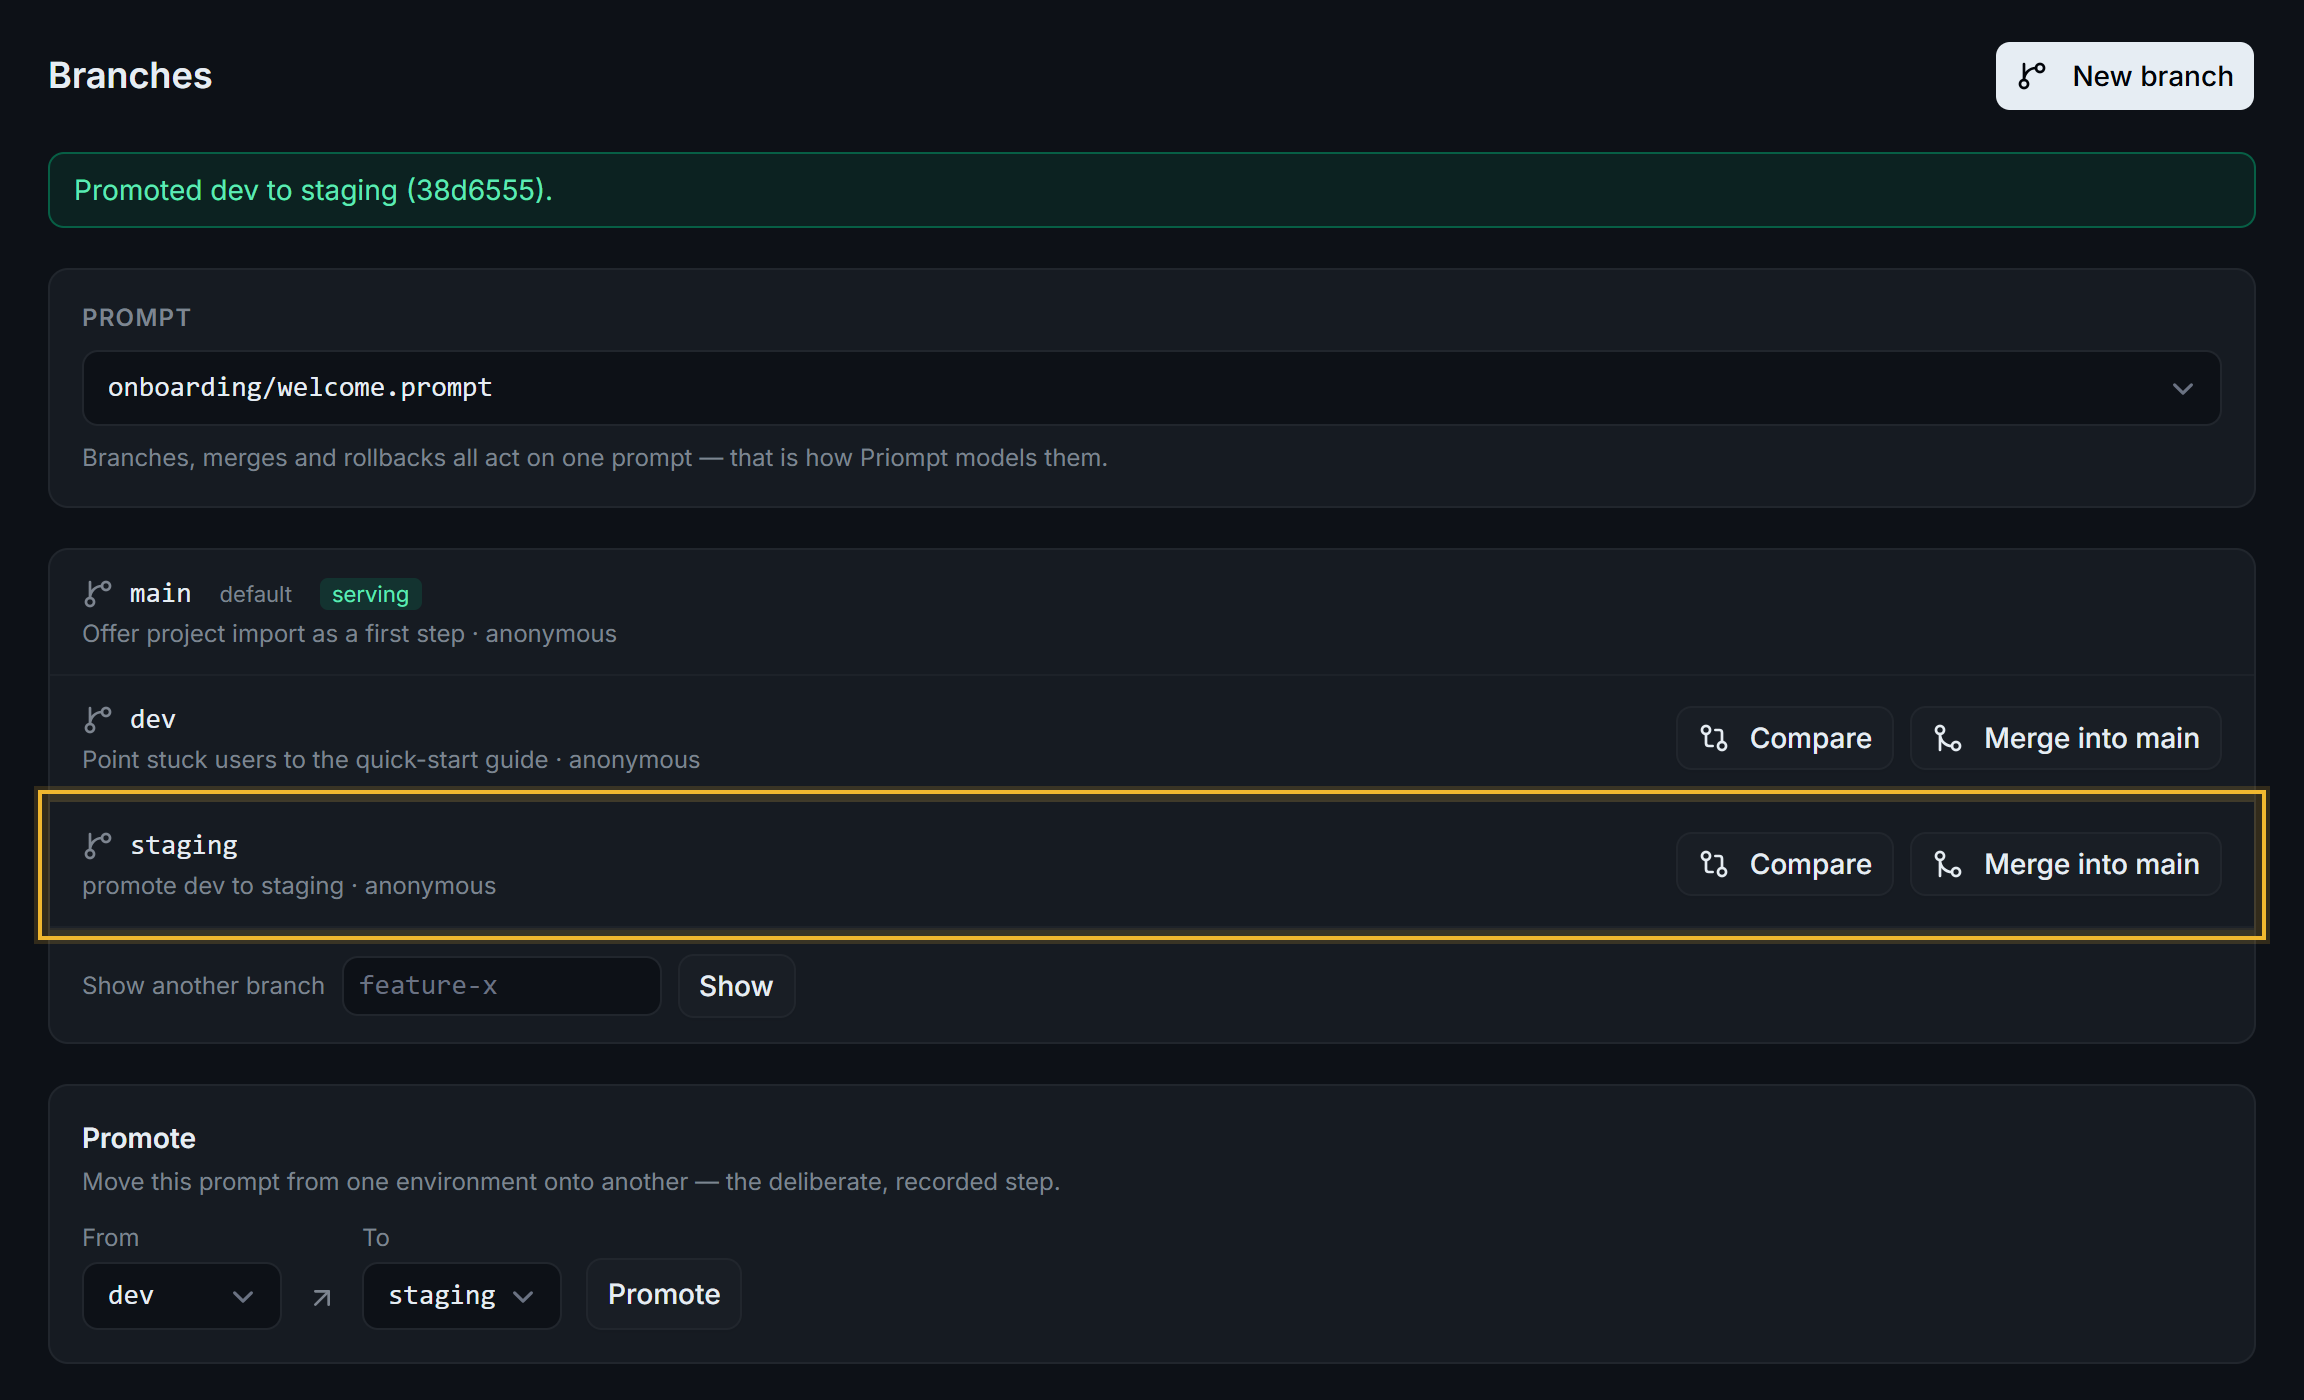 Branches
New branch
Promoted dev to staging (38d6555).
PROMPT
onboarding/welcome.prompt
Branches, merges and rollbacks all act on one prompt — that is how Priompt models them.
main default serving
Offer project import as a first step · anonymous
dev
Point stuck users to the quick-start guide · anonymous
Compare Merge into main
staging
promote dev to staging · anonymous
Compare Merge into main
Show another branch feature-x Show
Promote
Move this prompt from one environment onto another — the deliberate, recorded step.
From To
dev staging Promote